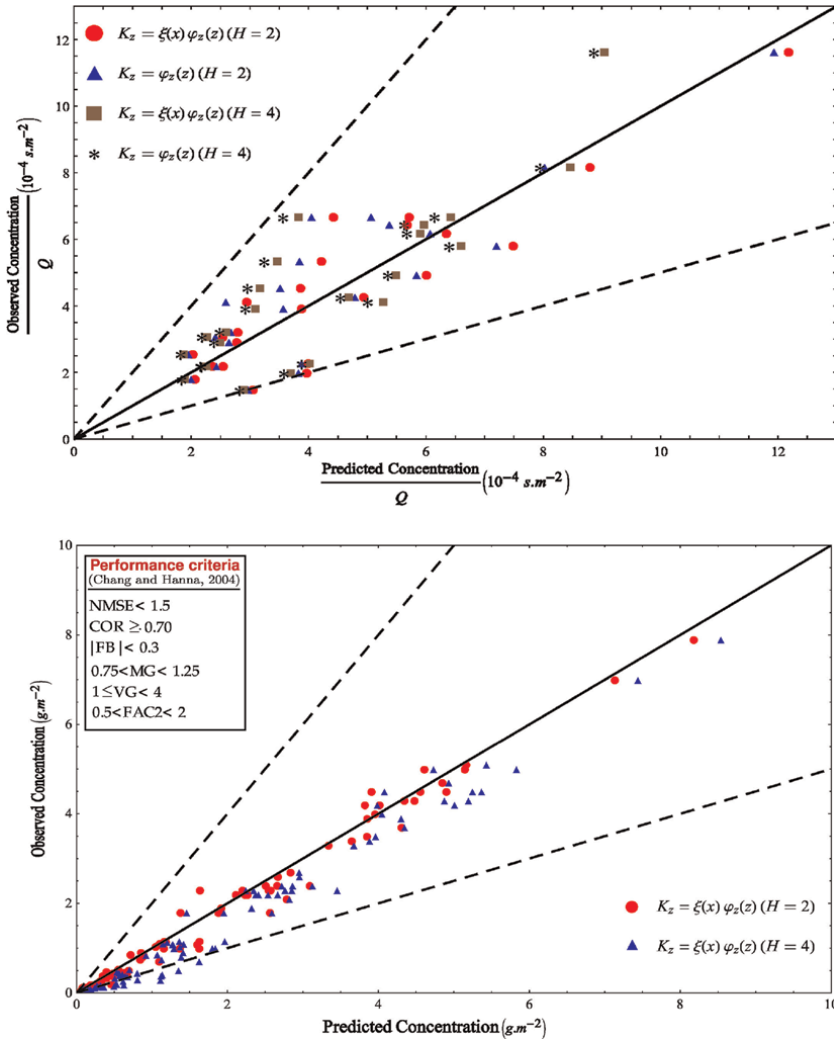 12
10
8
6
4
2
0
0
2
4
6
8
10
12
Observed Concentration
Q
(10⁻⁴ s.m⁻²)
K_z = ξ(x) φ_z(z) (H = 2)
K_z = φ_z(z) (H = 2)
K_z = ξ(x) φ_z(z) (H = 4)
K_z = φ_z(z) (H = 4)
Predicted Concentration
Q
(10⁻⁴ s.m⁻²)
10
8
6
4
2
0
0
2
4
6
8
10
Observed Concentration (g.m⁻²)
Performance criteria
(Chang and Hanna, 2004)
NMSE< 1.5
COR ≥ 0.70
|FB|< 0.3
0.75<MG< 1.25
1≤VG< 4
0.5<FAC2< 2
K_z = ξ(x) φ_z(z) (H = 2)
K_z = ξ(x) φ_z(z) (H = 4)
Predicted Concentration (g.m⁻²)